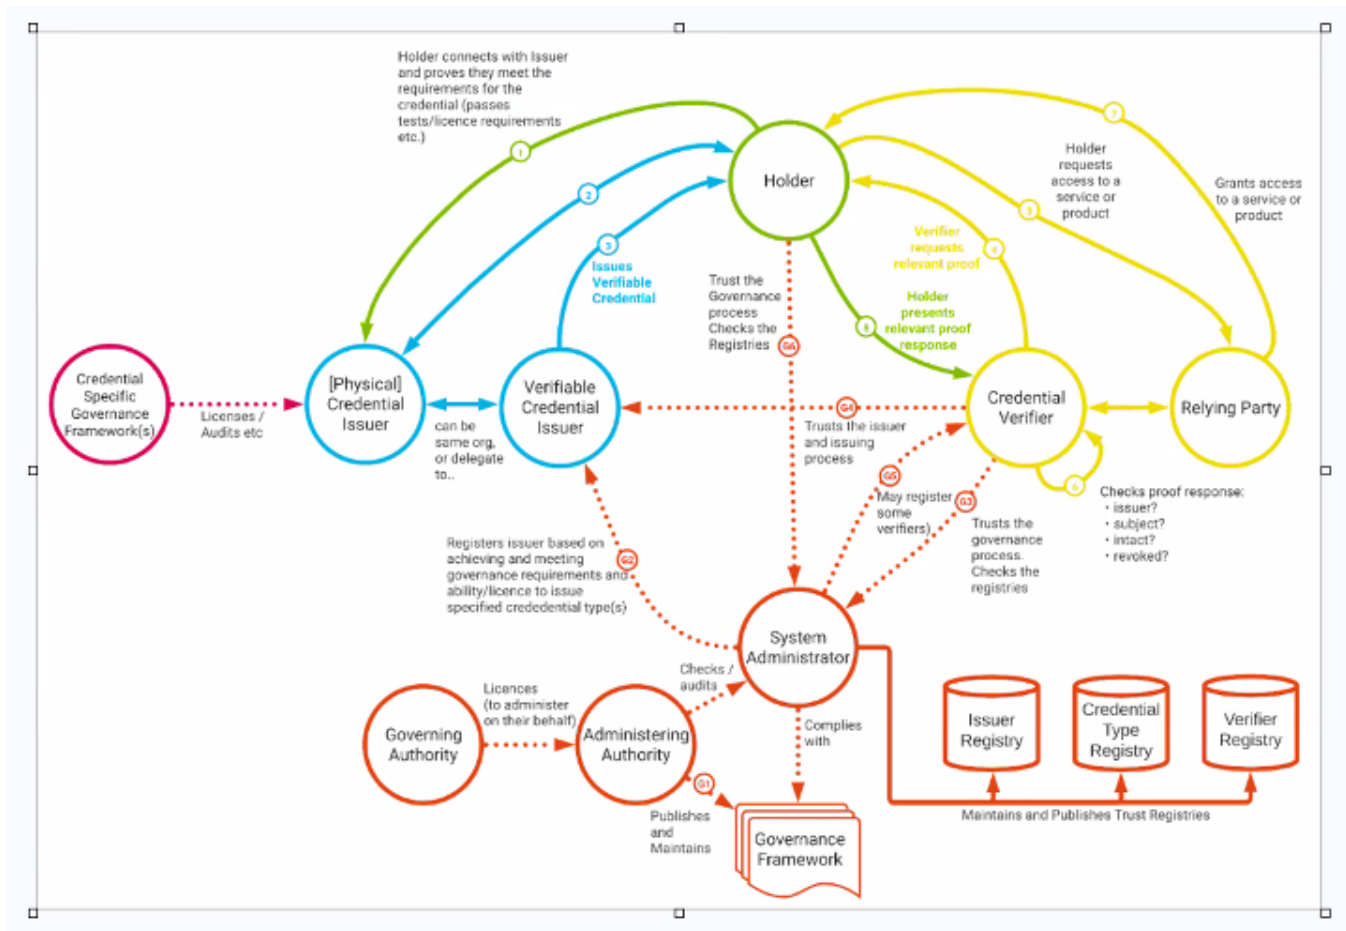 Holder connects with Issuer
and proves they meet the
requirements for the
credential (passes
tests/licence requirements
etc.)
1
2
3
Issues
Verifiable
Credential
Holder
7
Holder
requests
access to a
service or
product
Grants access
to a service or
product
3
Verifier
requests
relevant proof
4
Holder
presents
relevant proof
response
5
Trust the
Governance
process
Checks the
Registries
G6
Credential
Specific
Governance
Framework(s)
Licenses /
Audits etc
[Physical]
Credential
Issuer
can be
same org,
or delegate
to..
Verifiable
Credential
Issuer
G4
Trusts the issuer
and issuing
process
Credential
Verifier
Relying Party
6
Checks proof response:
• issuer?
• subject?
• intact?
• revoked?
G5
May register
some
verifiers)
G3
Trusts the
governance
process.
Checks the
registries
Registers issuer based on
achieving and meeting
governance requirements and
ability/licence to issue
specified crededential type(s)
G2
System
Administrator
Checks /
audits
Governing
Authority
Licences
(to administer
on their behalf)
Administering
Authority
Complies
with
G1
Publishes
and
Maintains
Governance
Framework
Issuer
Registry
Credential
Type
Registry
Verifier
Registry
Maintains and Publishes Trust Registries